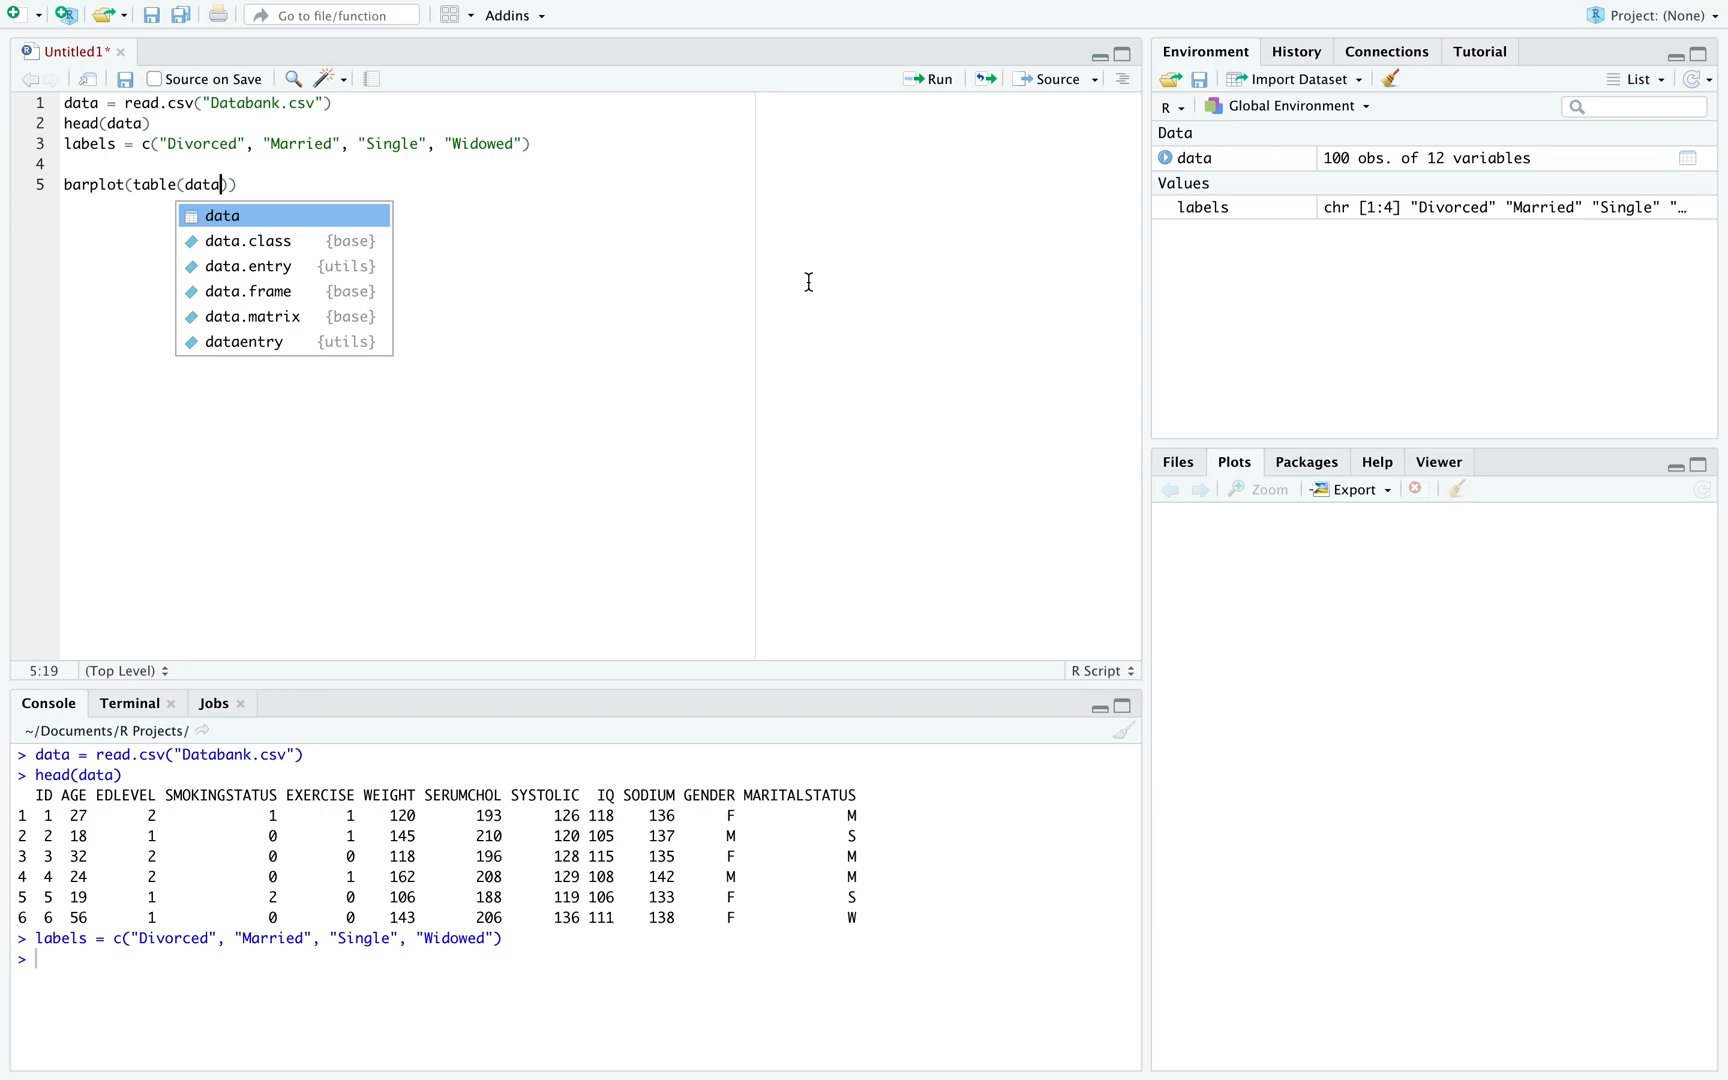 Go to file/function
Addins
Project: (None)
Untitled1*
Source on Save
Run
Source
1 data = read.csv("Databank.csv")
2 head(data)
3 labels = c("Divorced", "Married", "Single", "Widowed")
4
5 barplot(table(data))
data
data.class {base}
data.entry {utils}
data.frame {base}
data.matrix {base}
dataentry {utils}
5:19 (Top Level) R Script
Console Terminal Jobs
~/Documents/R Projects/
> data = read.csv("Databank.csv")
> head(data)
ID AGE EDLEVEL SMOKINGSTATUS EXERCISE WEIGHT SERUMCHOL SYSTOLIC IQ SODIUM GENDER MARITALSTATUS
1 1 27 2 1 1 120 193 126 118 136 F M
2 2 18 1 0 1 145 210 120 105 137 M S
3 3 32 2 0 0 118 196 128 115 135 F M
4 4 24 2 0 1 162 208 129 108 142 M M
5 5 19 1 2 0 106 188 119 106 133 F S
6 6 56 1 0 0 143 206 136 111 138 F W
> labels = c("Divorced", "Married", "Single", "Widowed")
>
Environment History Connections Tutorial
Import Dataset List
R Global Environment
Data
data 100 obs. of 12 variables
Values
labels chr [1:4] "Divorced" "Married" "Single" "…
Files Plots Packages Help Viewer
Zoom Export